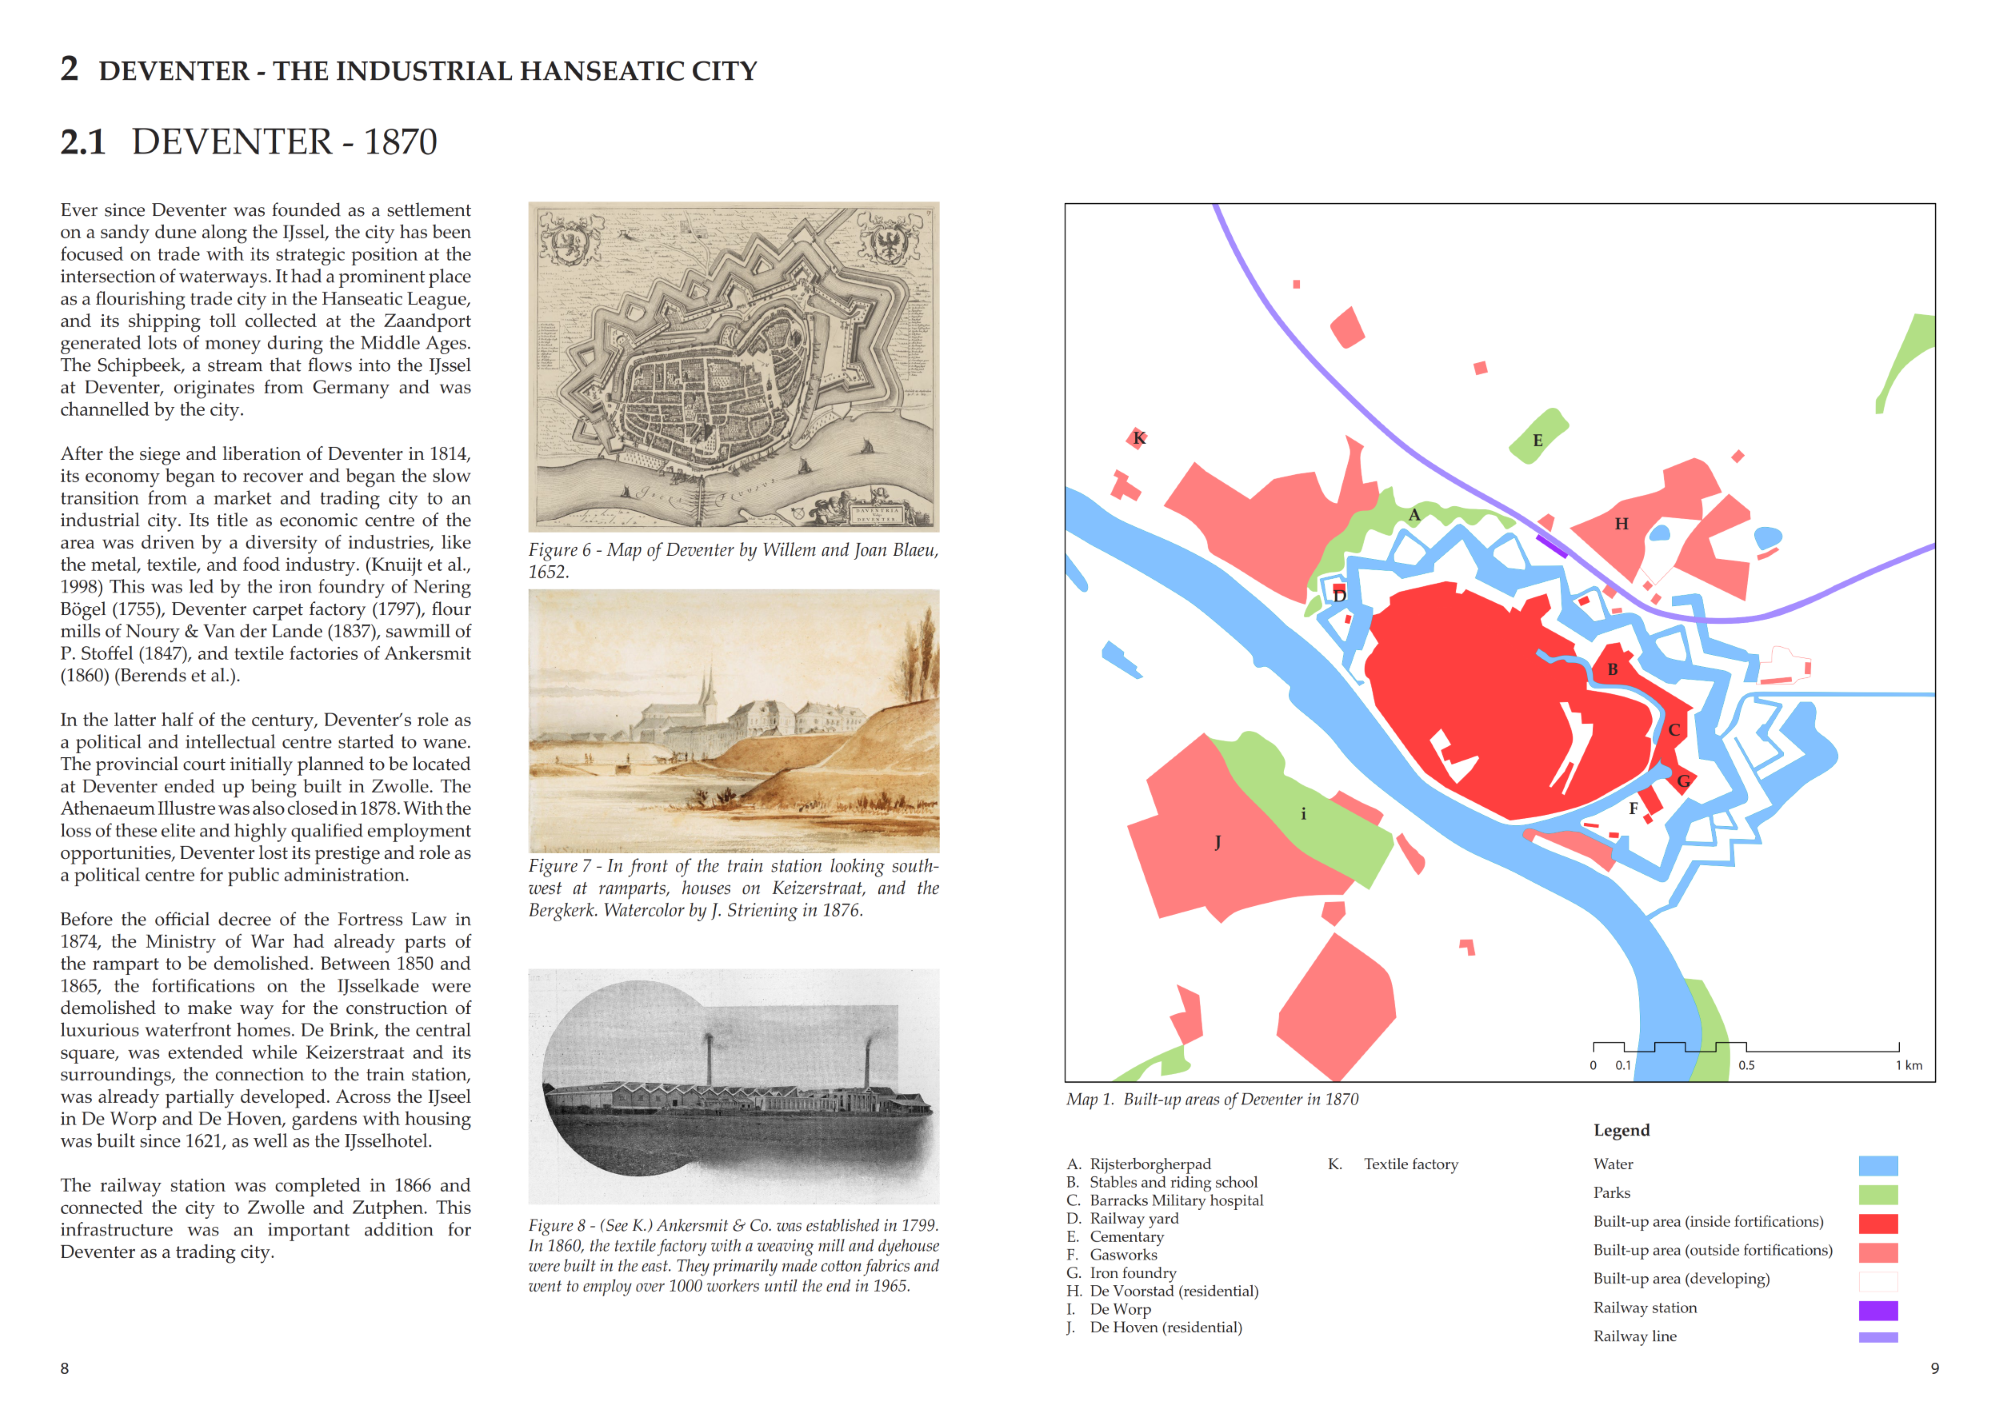 2 DEVENTER - THE INDUSTRIAL HANSEATIC CITY
2.1 DEVENTER - 1870
Ever since Deventer was founded as a settlement
on a sandy dune along the IJssel, the city has been
focused on trade with its strategic position at the
intersection of waterways. It had a prominent place
as a flourishing trade city in the Hanseatic League,
and its shipping toll collected at the Zaandport
generated lots of money during the Middle Ages.
The Schipbeek, a stream that flows into the IJssel
at Deventer, originates from Germany and was
channelled by the city.
After the siege and liberation of Deventer in 1814,
its economy began to recover and began the slow
transition from a market and trading city to an
industrial city. Its title as economic centre of the
area was driven by a diversity of industries, like
the metal, textile, and food industry. (Knuijt et al.,
1998) This was led by the iron foundry of Nering
Bögel (1755), Deventer carpet factory (1797), flour
mills of Noury & Van der Lande (1837), sawmill of
P. Stoffel (1847), and textile factories of Ankersmit
(1860) (Berends et al.).
In the latter half of the century, Deventer's role as
a political and intellectual centre started to wane.
The provincial court initially planned to be located
at Deventer ended up being built in Zwolle. The
Athenaeum Illustre was also closed in 1878. With the
loss of these elite and highly qualified employment
opportunities, Deventer lost its prestige and role as
a political centre for public administration.
Before the official decree of the Fortress Law in
1874, the Ministry of War had already parts of
the rampart to be demolished. Between 1850 and
1865, the fortifications on the IJsselkade were
demolished to make way for the construction of
luxurious waterfront homes. De Brink, the central
square, was extended while Keizerstraat and its
surroundings, the connection to the train station,
was already partially developed. Across the IJseel
in De Worp and De Hoven, gardens with housing
was built since 1621, as well as the IJsselhotel.
The railway station was completed in 1866 and
connected the city to Zwolle and Zutphen. This
infrastructure was an important addition for
Deventer as a trading city.
8
DAVENTRIA
DEVENTER
Figure 6 - Map of Deventer by Willem and Joan Blaeu,
1652.
Figure 7 - In front of the train station looking south-
west at ramparts, houses on Keizerstraat, and the
Bergkerk. Watercolor by J. Striening in 1876.
Figure 8 - (See K.) Ankersmit & Co. was established in 1799.
In 1860, the textile factory with a weaving mill and dyehouse
were built in the east. They primarily made cotton fabrics and
went to employ over 1000 workers until the end in 1965.
K
E
A
H
D
B
C
G
F
i
J
0 0.1 0.5 1 km
Map 1. Built-up areas of Deventer in 1870
A. Rijsterborgherpad
B. Stables and riding school
C. Barracks Military hospital
D. Railway yard
E. Cementary
F. Gasworks
G. Iron foundry
H. De Voorstad (residential)
I. De Worp
J. De Hoven (residential)
K. Textile factory
Legend
Water
Parks
Built-up area (inside fortifications)
Built-up area (outside fortifications)
Built-up area (developing)
Railway station
Railway line
9